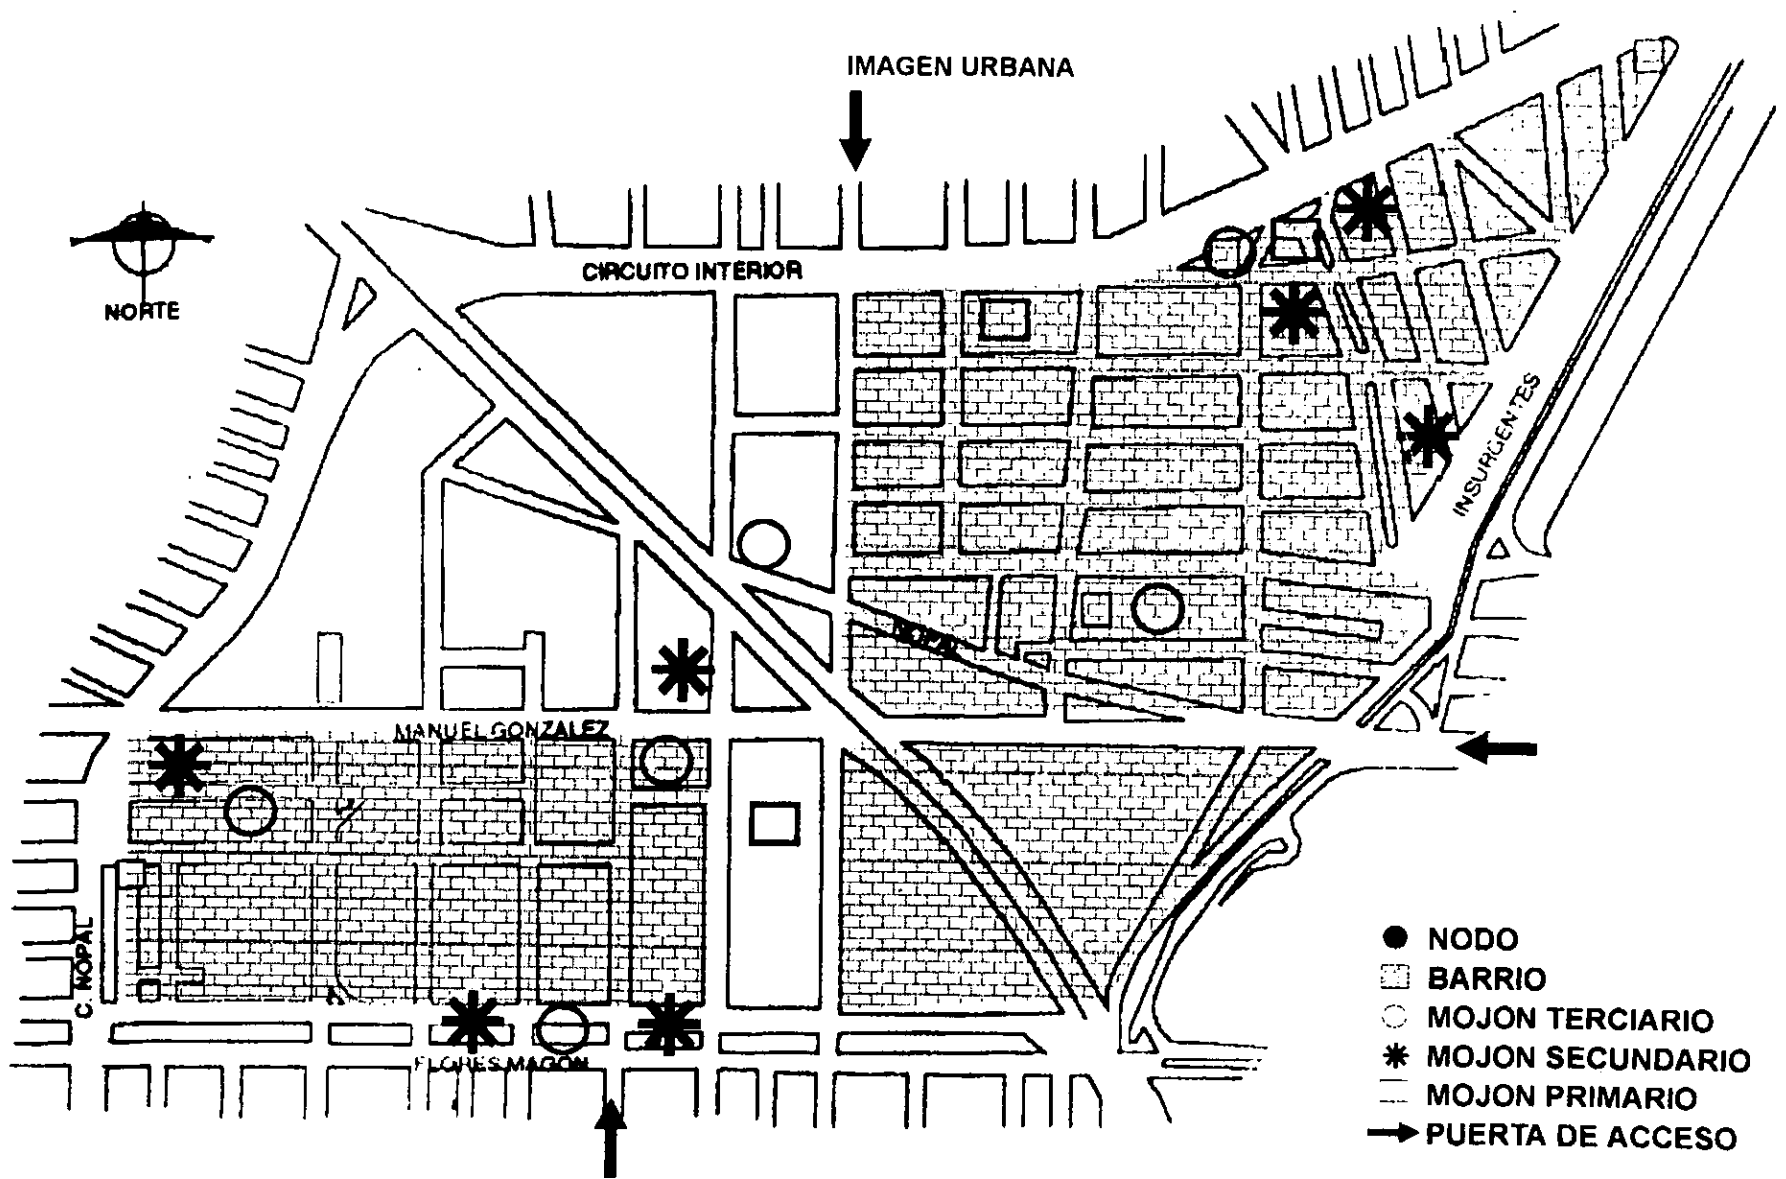 IMAGEN URBANA
NORTE
CIRCUITO INTERIOR
INSURGENTES
NOPAL
MANUEL GONZALEZ
C. NOPAL
FLORES MAGON
NODO
BARRIO
MOJON TERCIARIO
MOJON SECUNDARIO
MOJON PRIMARIO
PUERTA DE ACCESO